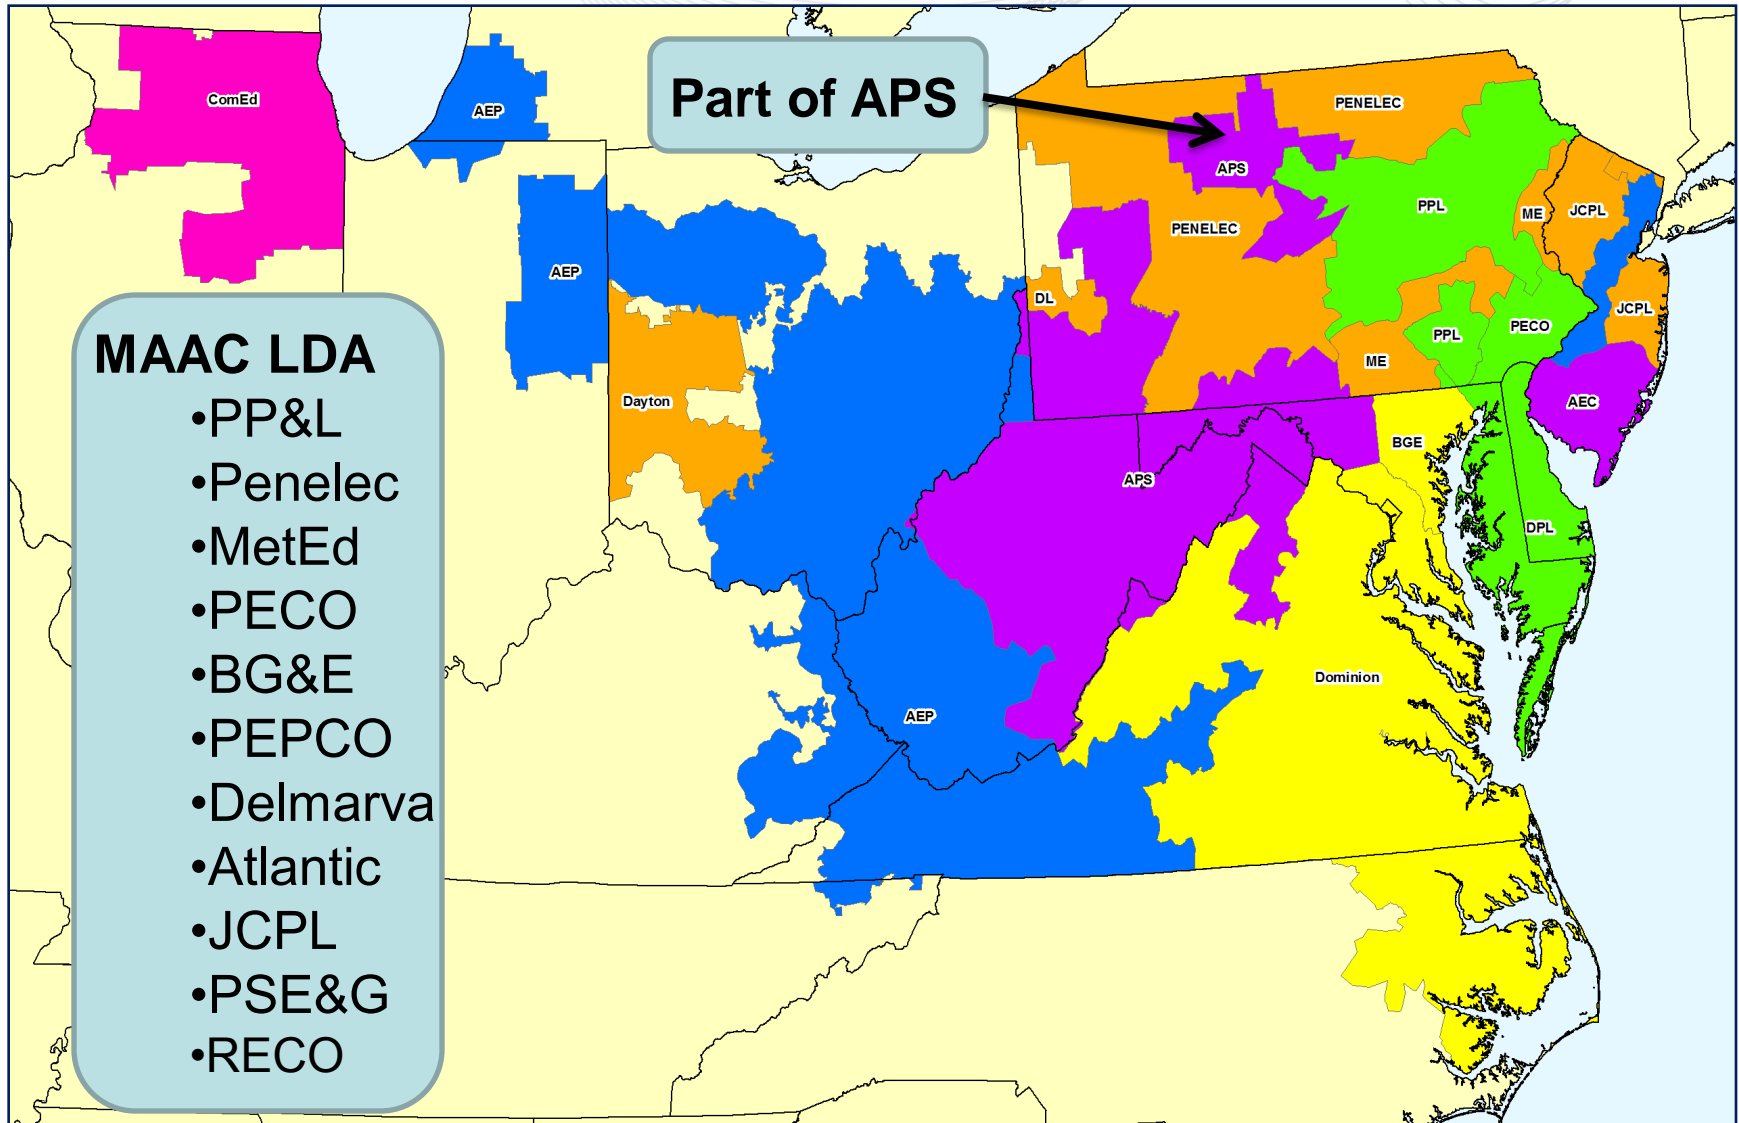 Part of APS
ComEd
AEP
PENELEC
APS
PPL
ME
JCPL
PENELEC
AEP
DL
JCPL
PPL
PECO
ME
Dayton
AEC
BGE
APS
DPL
Dominion
AEP
MAAC LDA
•PP&L
•Penelec
•MetEd
•PECO
•BG&E
•PEPCO
•Delmarva
•Atlantic
•JCPL
•PSE&G
•RECO